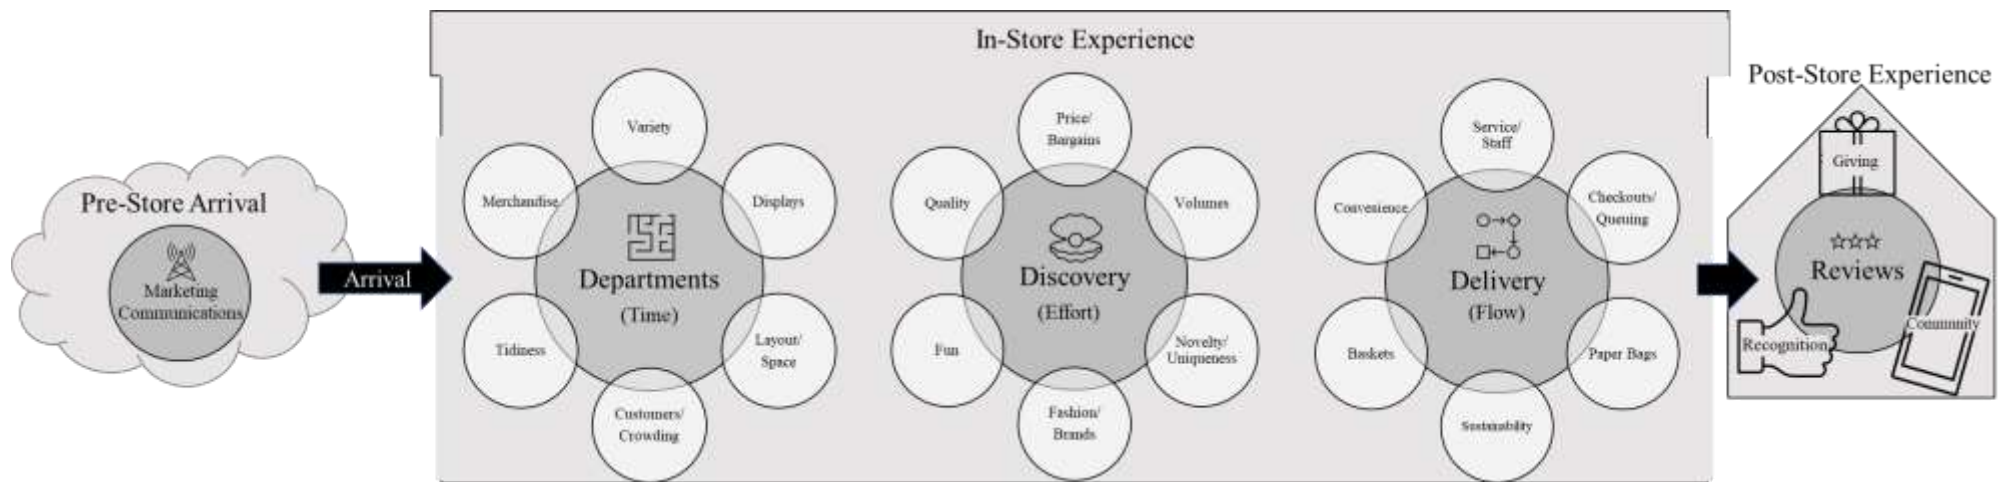 In-Store Experience
Post-Store Experience
Pre-Store Arrival
Marketing
Communications
Arrival
Variety
Merchandise
Displays
Departments
(Time)
Tidiness
Layout/
Space
Customers/
Crowding
Price/
Bargains
Quality
Volumes
Discovery
(Effort)
Fun
Novelty/
Uniqueness
Fashion/
Brands
Service/
Staff
Convenience
Checkouts/
Queuing
Delivery
(Flow)
Baskets
Paper Bags
Sustainability
Giving
Reviews
Community
Recognition